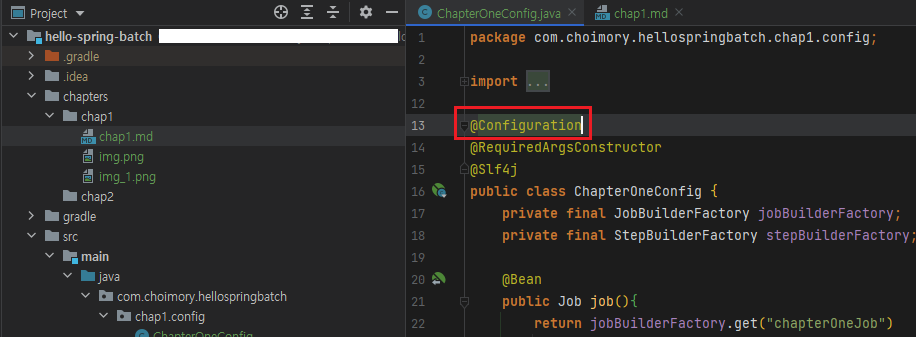 Project
hello-spring-batch
.gradle
.idea
chapters
chap1
chap1.md
img.png
img_1.png
chap2
gradle
src
main
java
com.choimory.hellospringbatch
chap1.config
ChapterOneConfig
ChapterOneConfig.java
chap1.md
1 package com.choimory.hellospringbatch.chap1.config;
2
3 import ...
12
13 @Configuration
14 @RequiredArgsConstructor
15 @Slf4j
16 public class ChapterOneConfig {
17 private final JobBuilderFactory jobBuilderFactory;
18 private final StepBuilderFactory stepBuilderFactory;
19
20 @Bean
21 public Job job(){
22 return jobBuilderFactory.get("chapterOneJob")